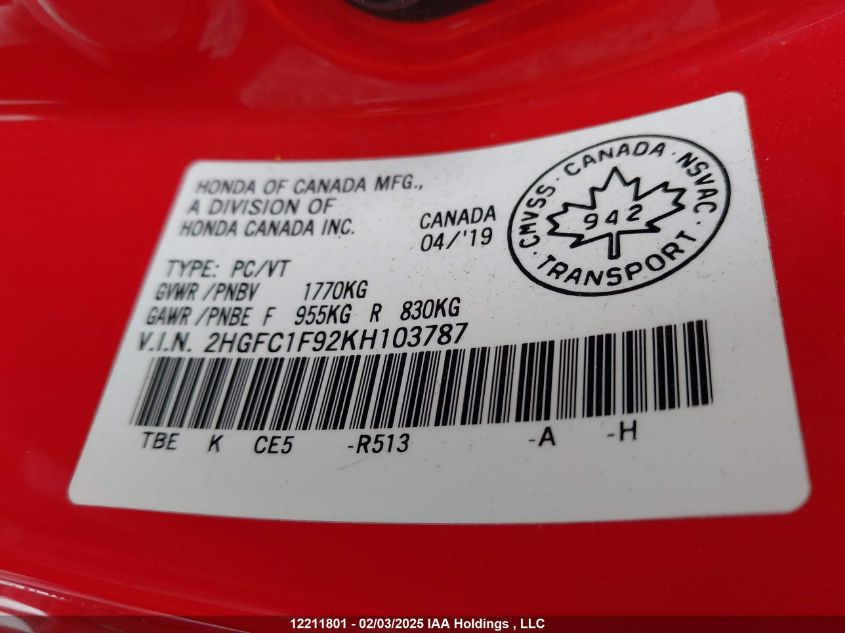 HONDA OF CANADA MFG.,
A DIVISION OF
HONDA CANADA INC.
CANADA
04/'19
CMVSS · CANADA · NSVAC
942
· TRANSPORT ·
TYPE: PC/VT
GVWR/PNBV 1770KG
GAWR/PNBE F 955KG R 830KG
V.I.N. 2HGFC1F92KH103787
TBE K CE5 -R513 -A -H
12211801 - 02/03/2025 IAA Holdings , LLC